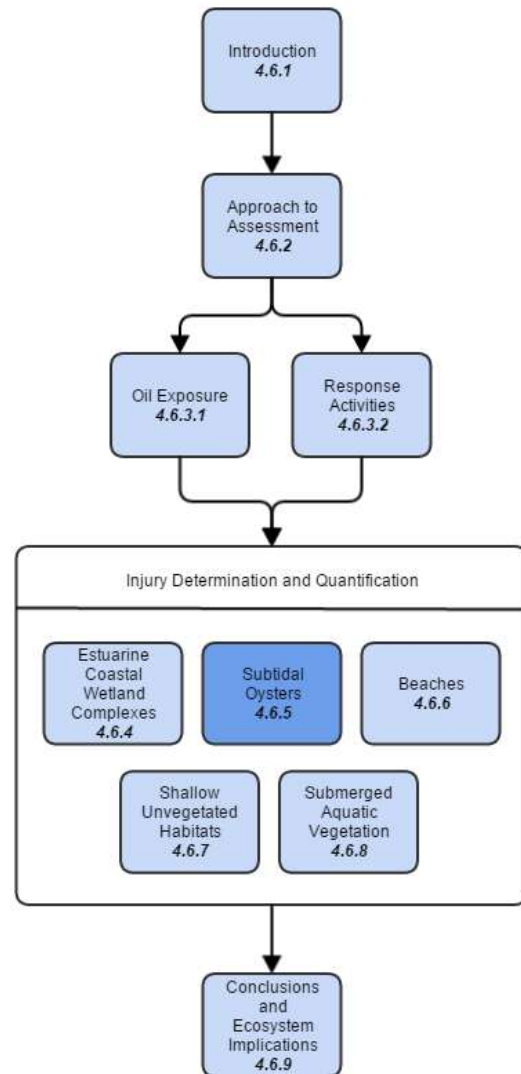 Introduction
4.6.1
Approach to
Assessment
4.6.2
Oil Exposure
4.6.3.1
Response
Activities
4.6.3.2
Injury Determination and Quantification
Estuarine
Coastal
Wetland
Complexes
4.6.4
Subtidal
Oysters
4.6.5
Beaches
4.6.6
Shallow
Unvegetated
Habitats
4.6.7
Submerged
Aquatic
Vegetation
4.6.8
Conclusions
and
Ecosystem
Implications
4.6.9